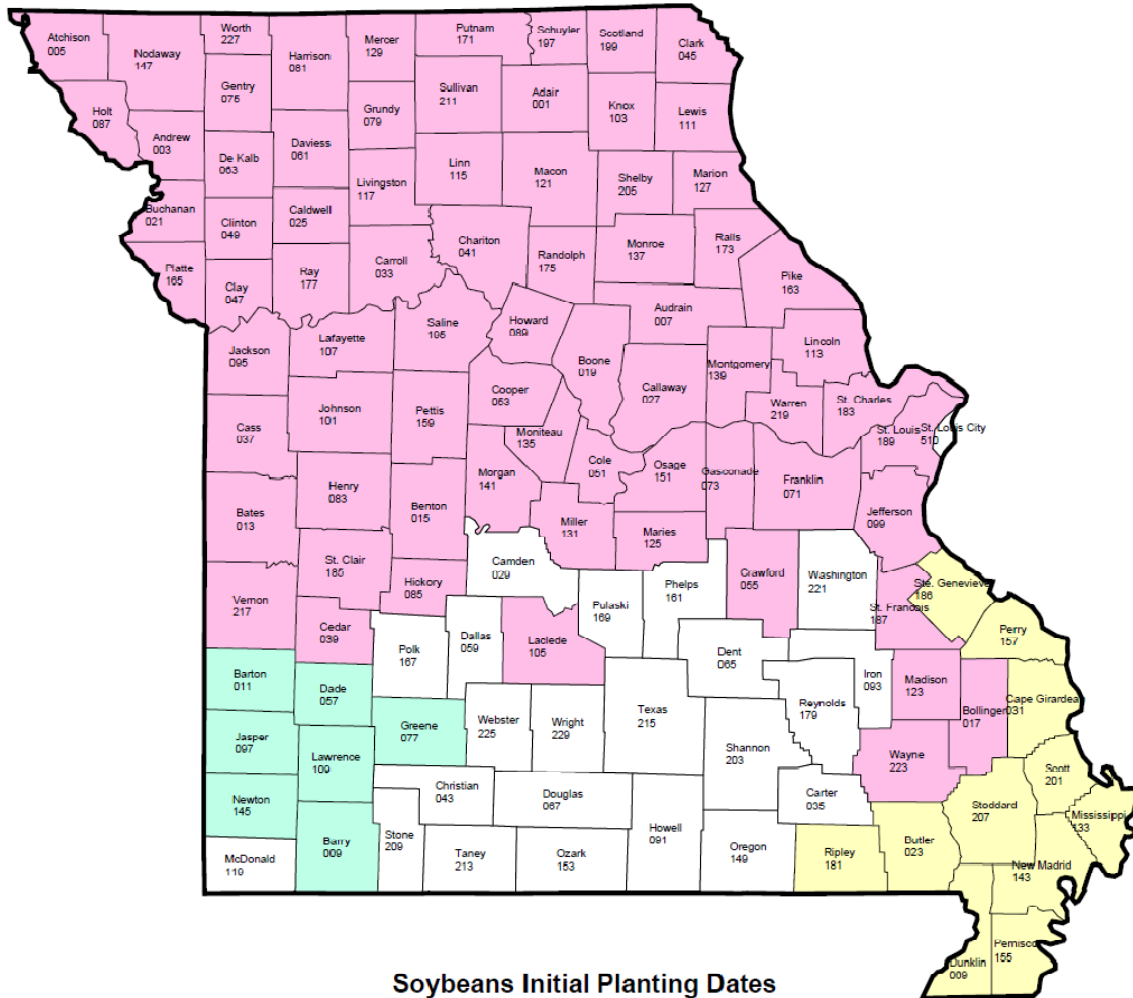 Atchison
005
Nodaway
147
Worth
227
Harrison
081
Mercer
129
Putnam
171
Schuyler
197
Scotland
199
Clark
045
Holt
087
Gentry
075
Sullivan
211
Adair
001
Knox
103
Lewis
111
Grundy
079
Andrew
003
De Kalb
063
Daviess
061
Livingston
117
Linn
115
Macon
121
Shelby
205
Marion
127
Buchanan
021
Clinton
049
Caldwell
025
Chariton
041
Randolph
175
Monroe
137
Ralls
173
Platte
165
Clay
047
Ray
177
Carroll
033
Pike
163
Audrain
007
Jackson
095
Lafayette
107
Saline
195
Howard
089
Boone
019
Callaway
027
Montgomery
139
Lincoln
113
Warren
219
St. Charles
183
St. Louis
189
St. Louis City
510
Cass
037
Johnson
101
Pettis
159
Cooper
053
Moniteau
135
Cole
051
Osage
151
Gasconade
073
Franklin
071
Jefferson
099
Morgan
141
Bates
013
Henry
083
Benton
015
Miller
131
Maries
125
Camden
029
Crawford
055
Washington
221
Phelps
161
Pulaski
169
St. Clair
185
Hickory
085
Vernon
217
Cedar
039
Polk
167
Dallas
059
Laclede
105
Dent
065
Iron
093
St. Francois
187
Ste. Genevieve
186
Perry
157
Madison
123
Bollinger
017
Cape Girardeau
031
Barton
011
Dade
057
Greene
077
Webster
225
Wright
229
Texas
215
Reynolds
179
Shannon
203
Wayne
223
Jasper
097
Lawrence
109
Christian
043
Douglas
067
Carter
035
Scott
201
Stoddard
207
Mississippi
133
Newton
145
Barry
009
Stone
209
Taney
213
Ozark
153
Howell
091
Oregon
149
Ripley
181
Butler
023
New Madrid
143
McDonald
119
Dunklin
069
Pemiscot
155
Soybeans Initial Planting Dates